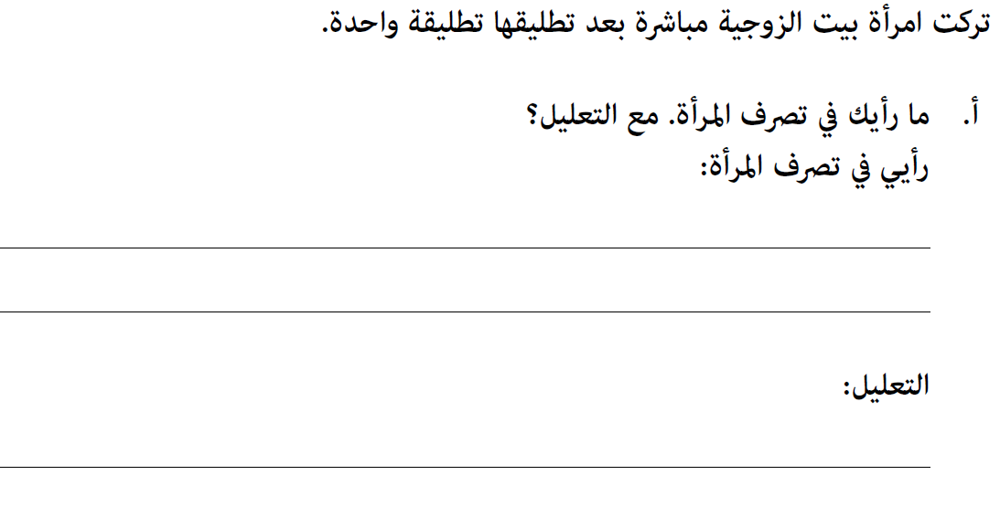 تركت امرأة بيت الزوجية مباشرة بعد تطليقها تطليقة واحدة.
أ. ما رأيك في تصرف المرأة. مع التعليل؟
رأيي في تصرف المرأة:
التعليل: